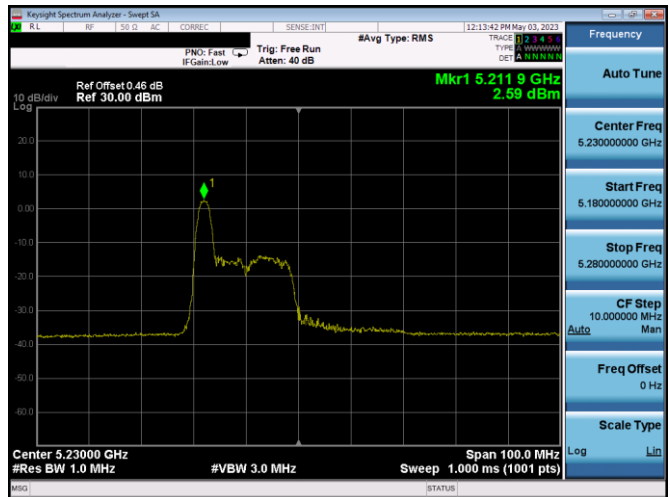 Keysight Spectrum Analyzer - Swept SA
RL RF 50 Ω AC CORREC SENSE:INT 12:13:42 PM May 03, 2023
#Avg Type: RMS
TRACE 1 2 3 4 5 6
TYPE A WWWWW
DET A N N N N N
PNO: Fast
IFGain:Low
Trig: Free Run
Atten: 40 dB
Mkr1 5.211 9 GHz
2.59 dBm
Ref Offset 0.46 dB
Ref 30.00 dBm
10 dB/div
Log
20.0
10.0
0.00
-10.0
-20.0
-30.0
-40.0
-60.0
1
Center 5.23000 GHz
#Res BW 1.0 MHz
#VBW 3.0 MHz
Span 100.0 MHz
Sweep 1.000 ms (1001 pts)
MSG
STATUS
Frequency
Auto Tune
Center Freq
5.230000000 GHz
Start Freq
5.180000000 GHz
Stop Freq
5.280000000 GHz
CF Step
10.000000 MHz
Auto Man
Freq Offset
0 Hz
Scale Type
Log Lin